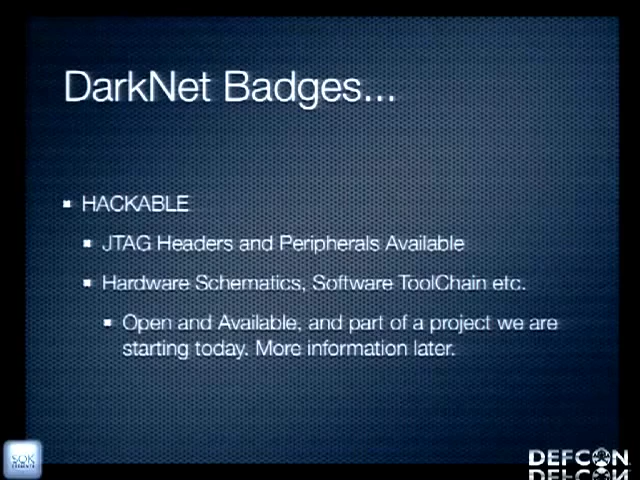 DarkNet Badges...
HACKABLE
JTAG Headers and Peripherals Available
Hardware Schematics, Software ToolChain etc.
Open and Available, and part of a project we are
starting today. More information later.
SOK
DEFCON